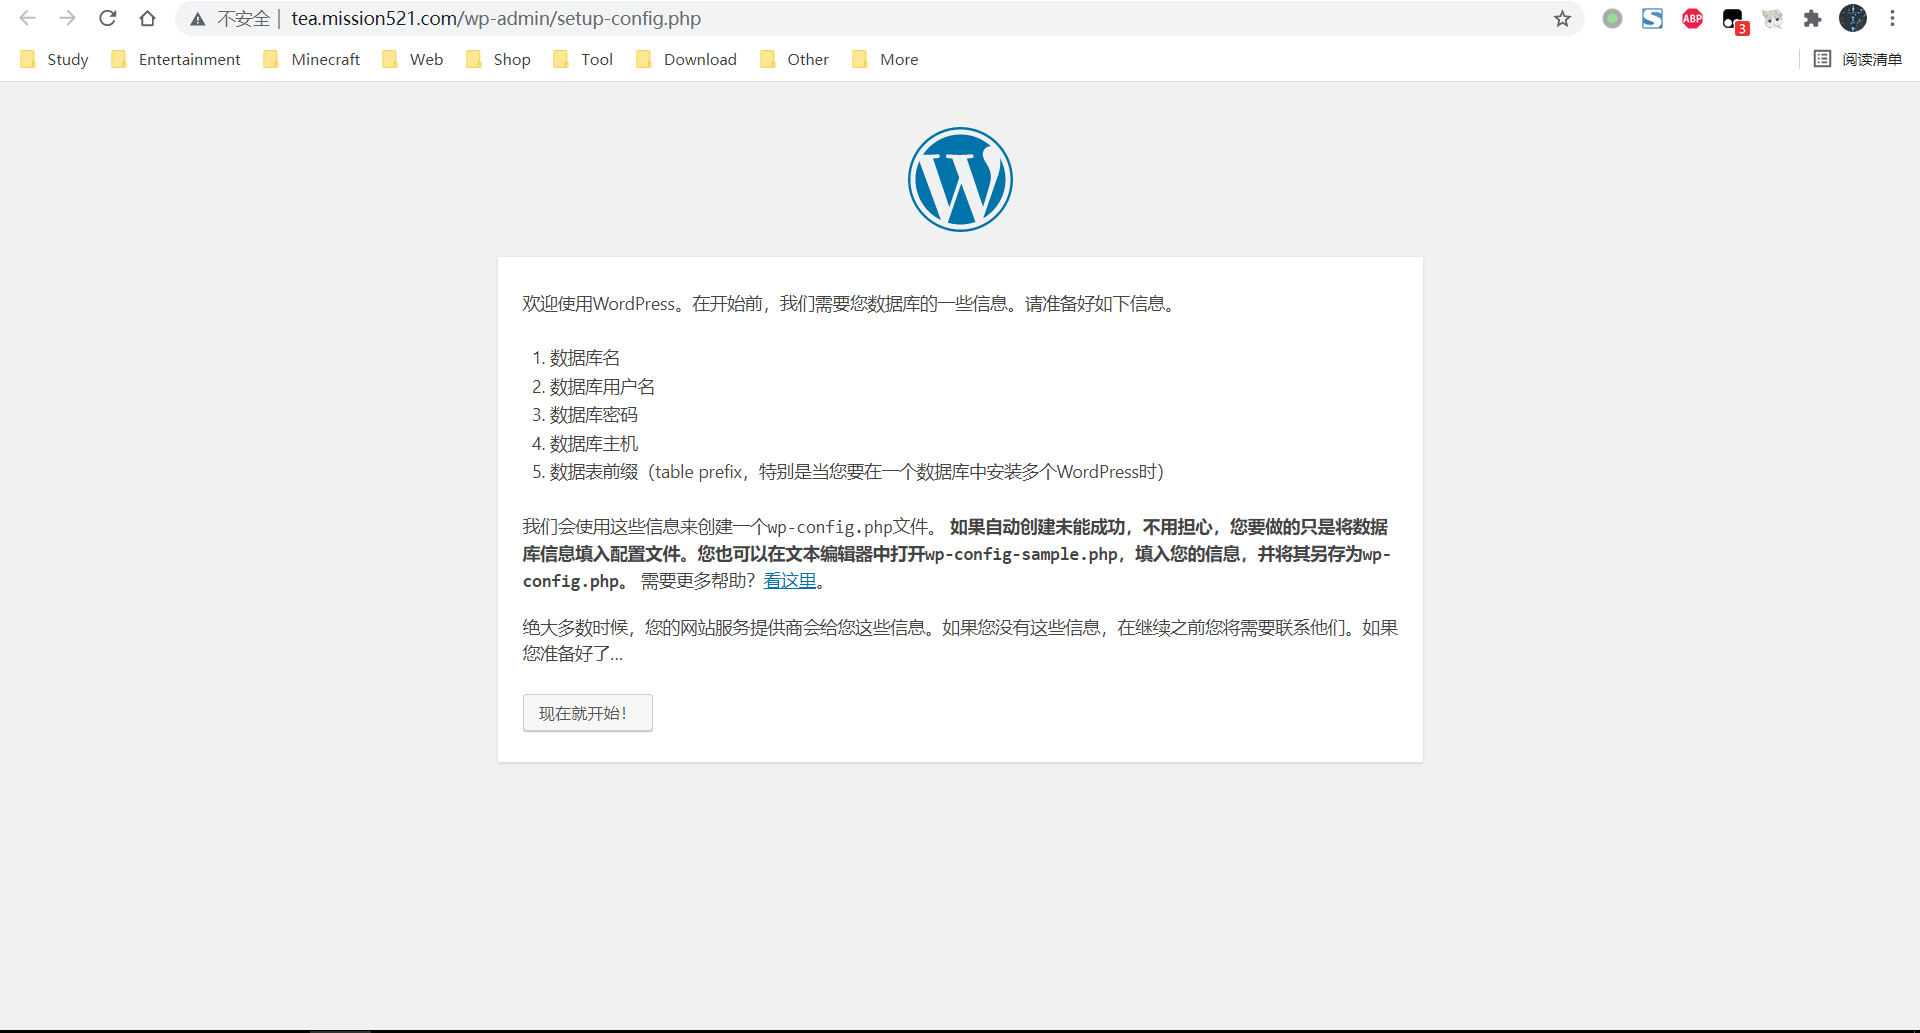 不安全 | tea.mission521.com/wp-admin/setup-config.php
ABP
3
Study Entertainment Minecraft Web Shop Tool Download Other More 阅读清单
欢迎使用WordPress。在开始前，我们需要您数据库的一些信息。请准备好如下信息。
1. 数据库名
2. 数据库用户名
3. 数据库密码
4. 数据库主机
5. 数据表前缀（table prefix，特别是当您要在一个数据库中安装多个WordPress时）
我们会使用这些信息来创建一个wp-config.php文件。 如果自动创建未能成功，不用担心，您要做的只是将数据
库信息填入配置文件。您也可以在文本编辑器中打开wp-config-sample.php，填入您的信息，并将其另存为wp-
config.php。 需要更多帮助？看这里。
绝大多数时候，您的网站服务提供商会给您这些信息。如果您没有这些信息，在继续之前您将需要联系他们。如果
您准备好了…
现在就开始！